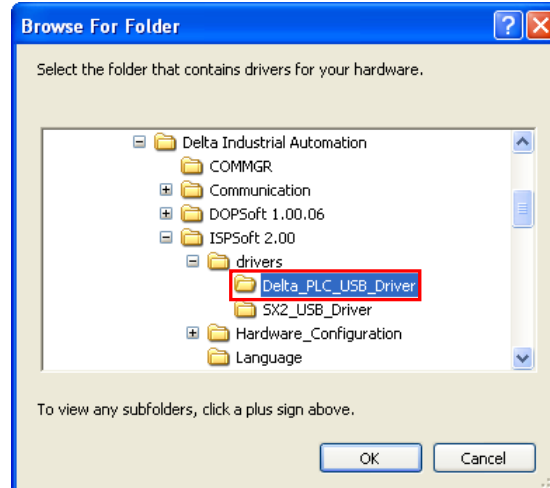 Browse For Folder
Select the folder that contains drivers for your hardware.
Delta Industrial Automation
COMMGR
Communication
DOPSoft 1.00.06
ISPSoft 2.00
drivers
Delta_PLC_USB_Driver
SX2_USB_Driver
Hardware_Configuration
Language
To view any subfolders, click a plus sign above.
OK Cancel